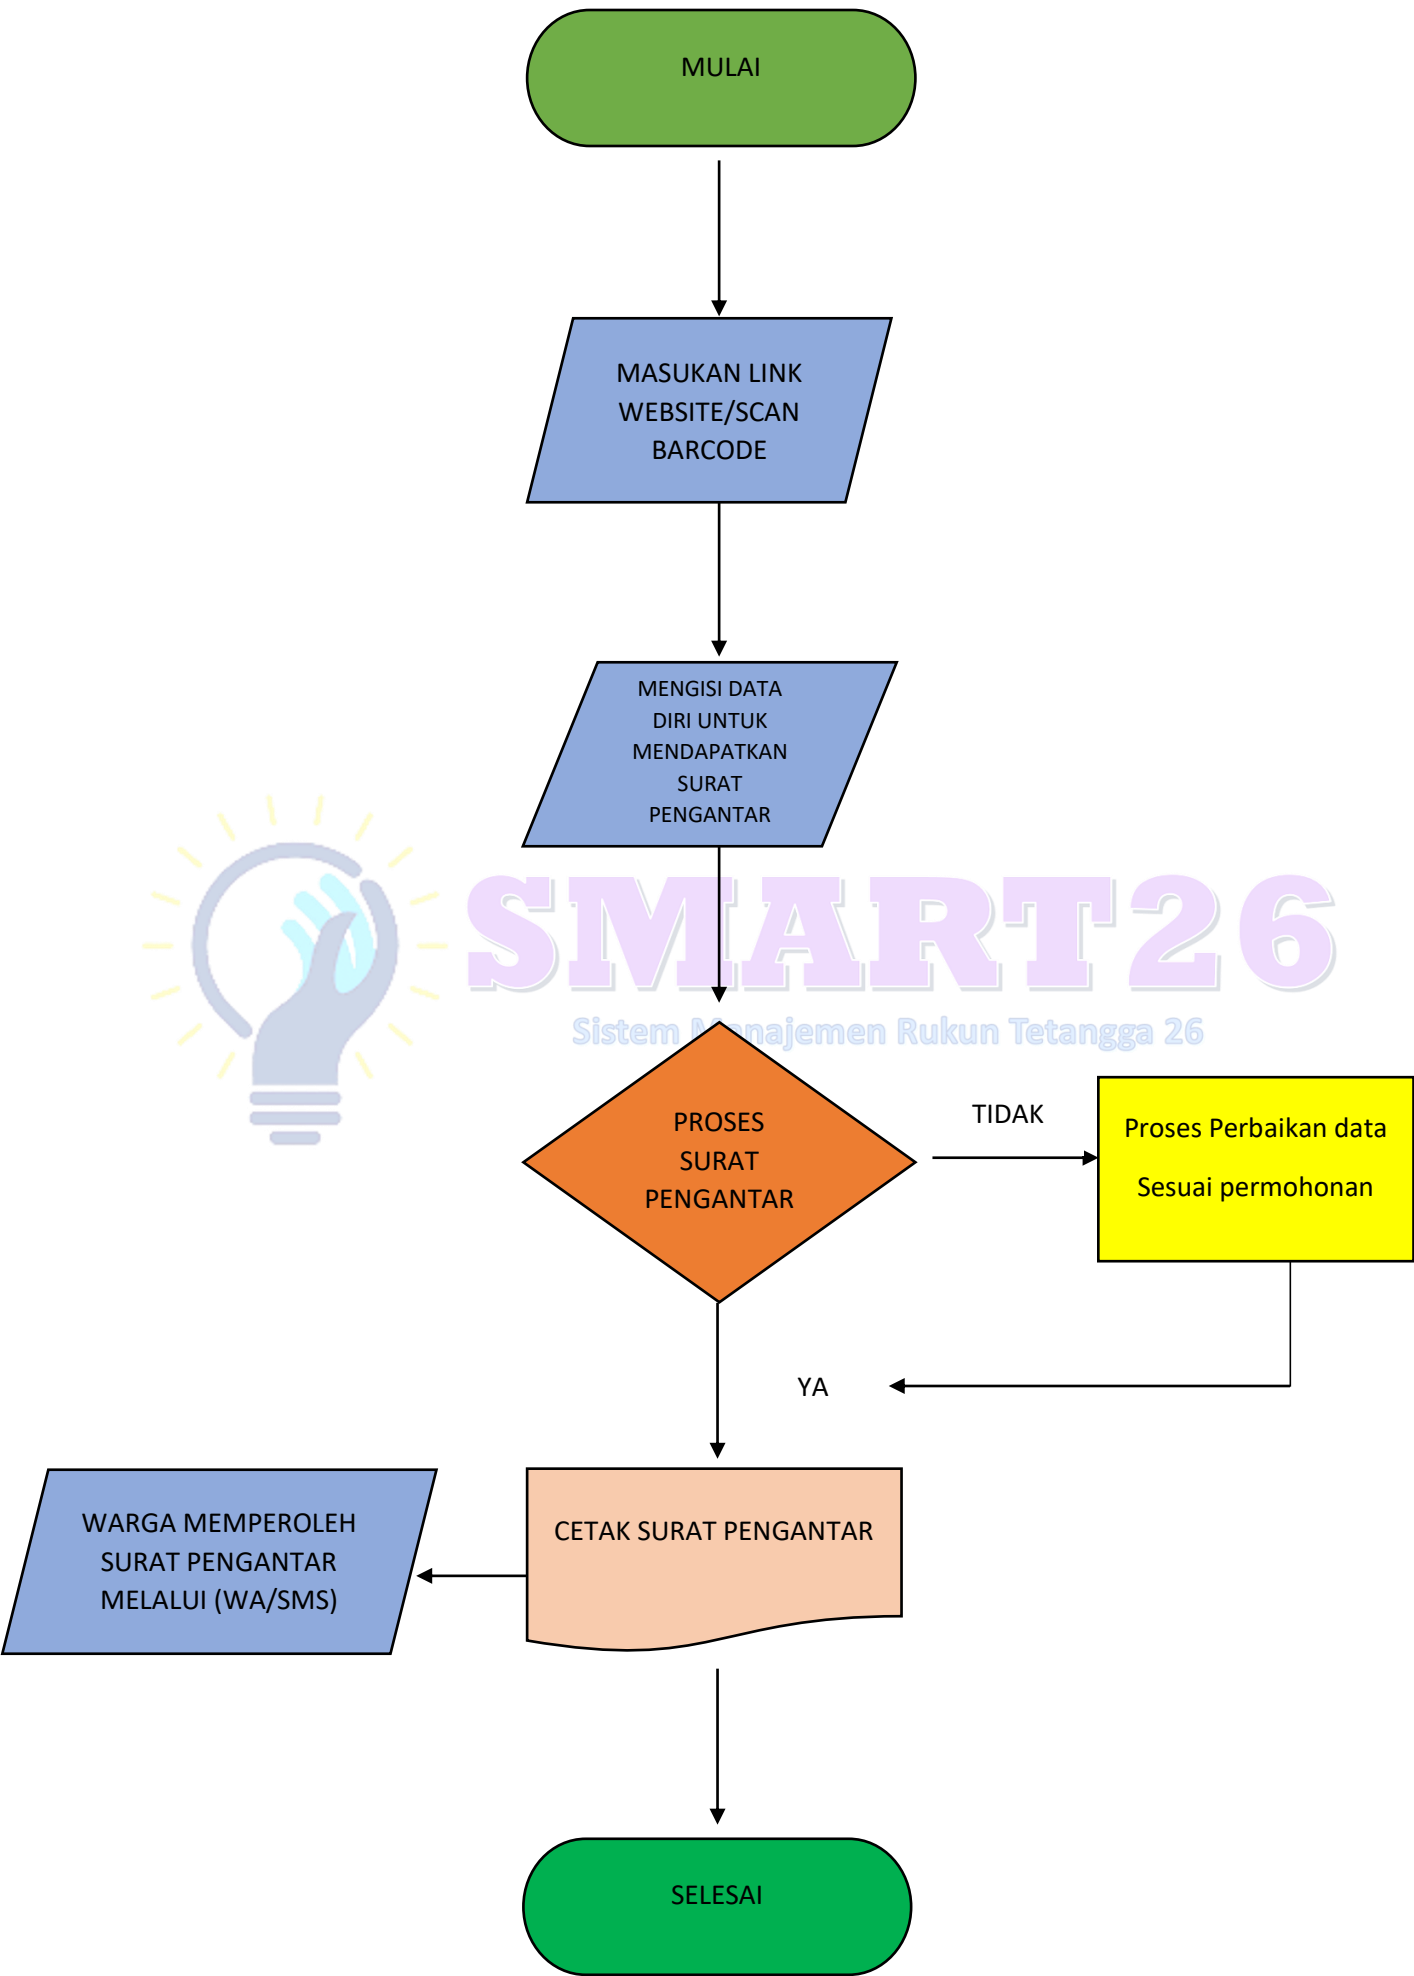 MULAI
MASUKAN LINK
WEBSITE/SCAN
BARCODE
MENGISI DATA
DIRI UNTUK
MENDAPATKAN
SURAT
PENGANTAR
SMART26
Sistem Manajemen Rukun Tetangga 26
PROSES
SURAT
PENGANTAR
TIDAK
Proses Perbaikan data
Sesuai permohonan
YA
WARGA MEMPEROLEH
SURAT PENGANTAR
MELALUI (WA/SMS)
CETAK SURAT PENGANTAR
SELESAI